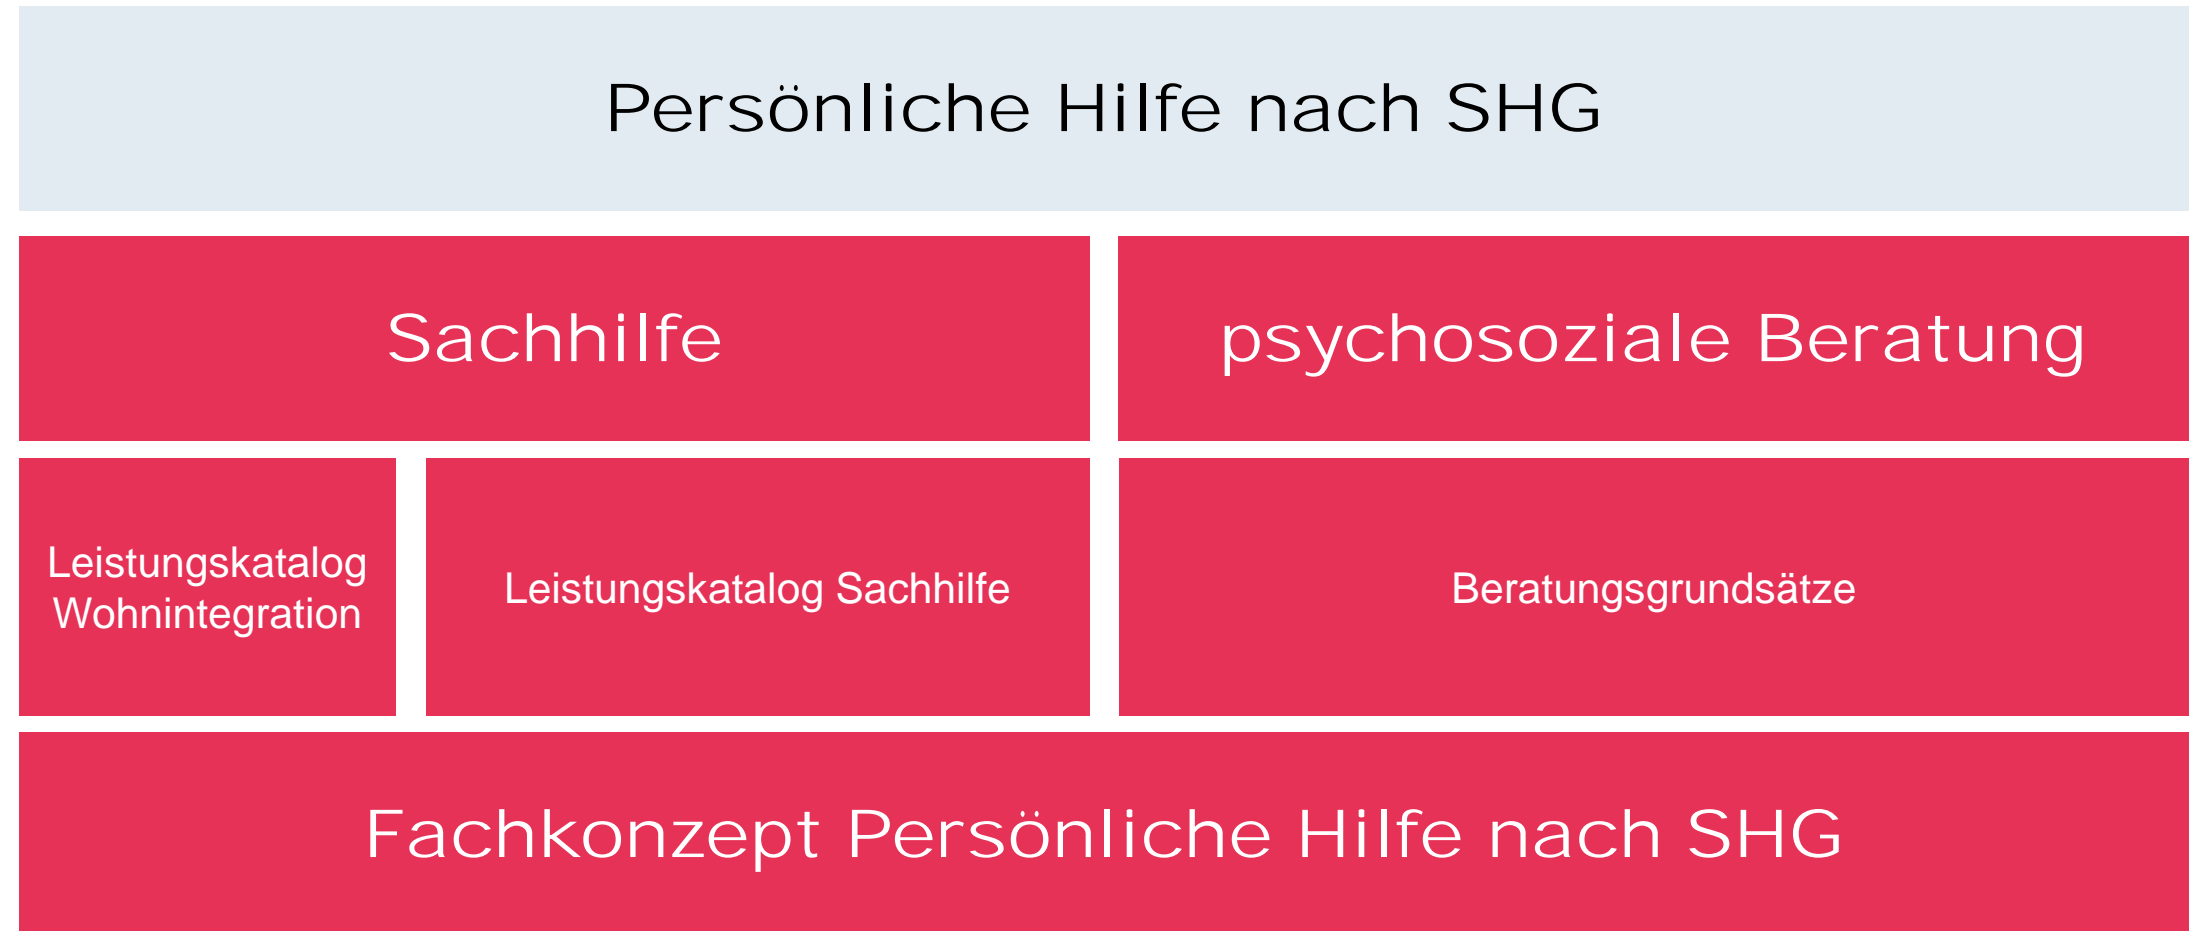 Persönliche Hilfe nach SHG
Sachhilfe
psychosoziale Beratung
Leistungskatalog
Wohnintegration
Leistungskatalog Sachhilfe
Beratungsgrundsätze
Fachkonzept Persönliche Hilfe nach SHG